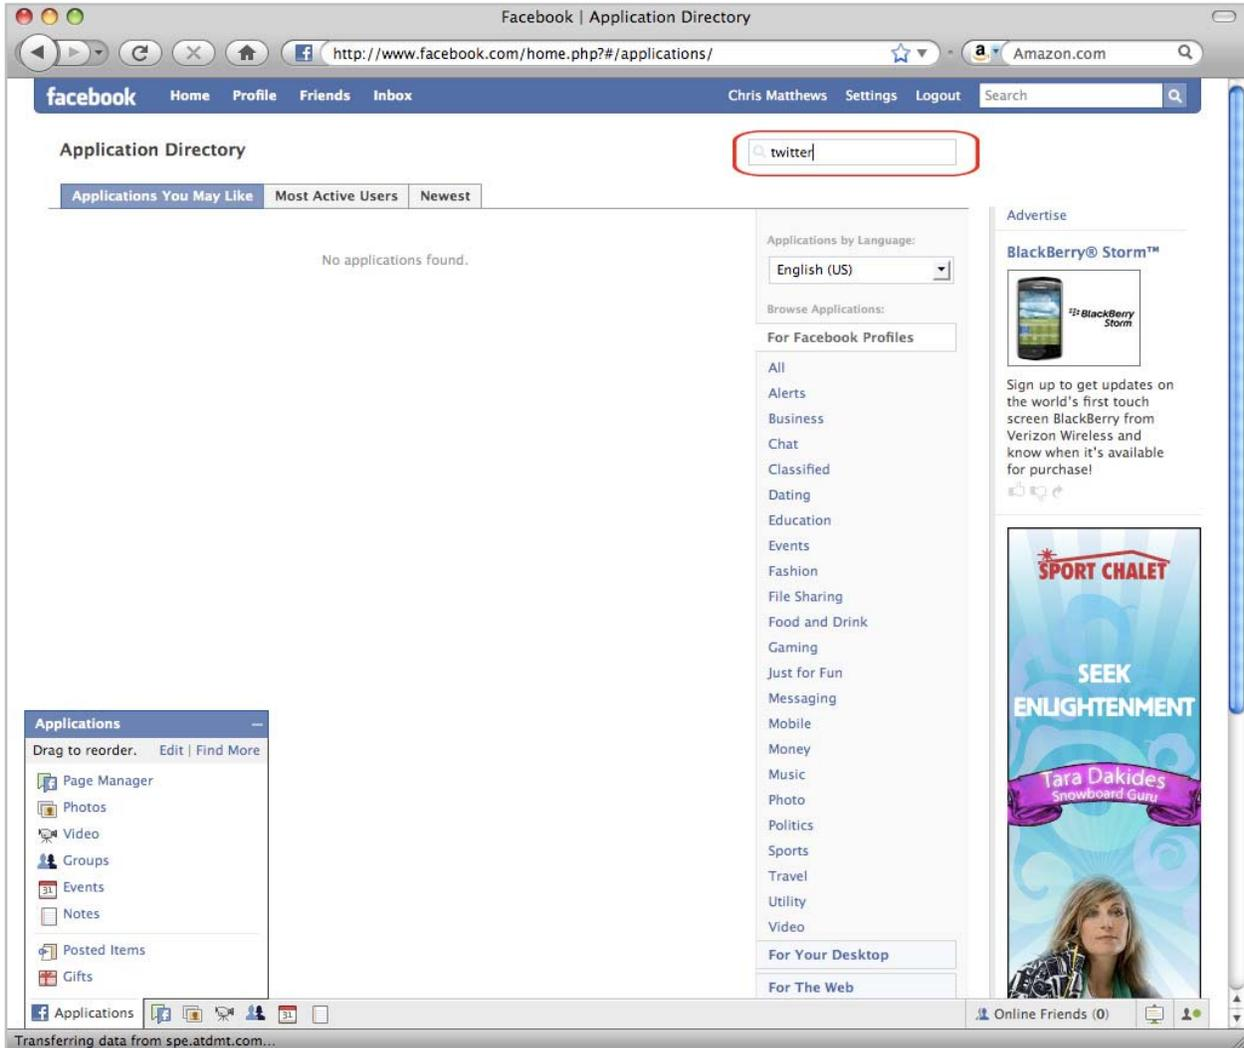 Facebook | Application Directory
http://www.facebook.com/home.php?#/applications/
Amazon.com
facebook Home Profile Friends Inbox Chris Matthews Settings Logout Search
Application Directory
twitter
Applications You May Like Most Active Users Newest
No applications found.
Applications by Language:
English (US)
Browse Applications:
For Facebook Profiles
All
Alerts
Business
Chat
Classified
Dating
Education
Events
Fashion
File Sharing
Food and Drink
Gaming
Just for Fun
Messaging
Mobile
Money
Music
Photo
Politics
Sports
Travel
Utility
Video
For Your Desktop
For The Web
Advertise
BlackBerry® Storm™
BlackBerry
Storm
Sign up to get updates on
the world's first touch
screen BlackBerry from
Verizon Wireless and
know when it's available
for purchase!
SPORT CHALET
SEEK
ENLIGHTENMENT
Tara Dakides
Snowboard Guru
Applications
Drag to reorder. Edit | Find More
Page Manager
Photos
Video
Groups
31 Events
Notes
Posted Items
Gifts
Applications 31 Online Friends (0)
Transferring data from spe.atdmt.com...